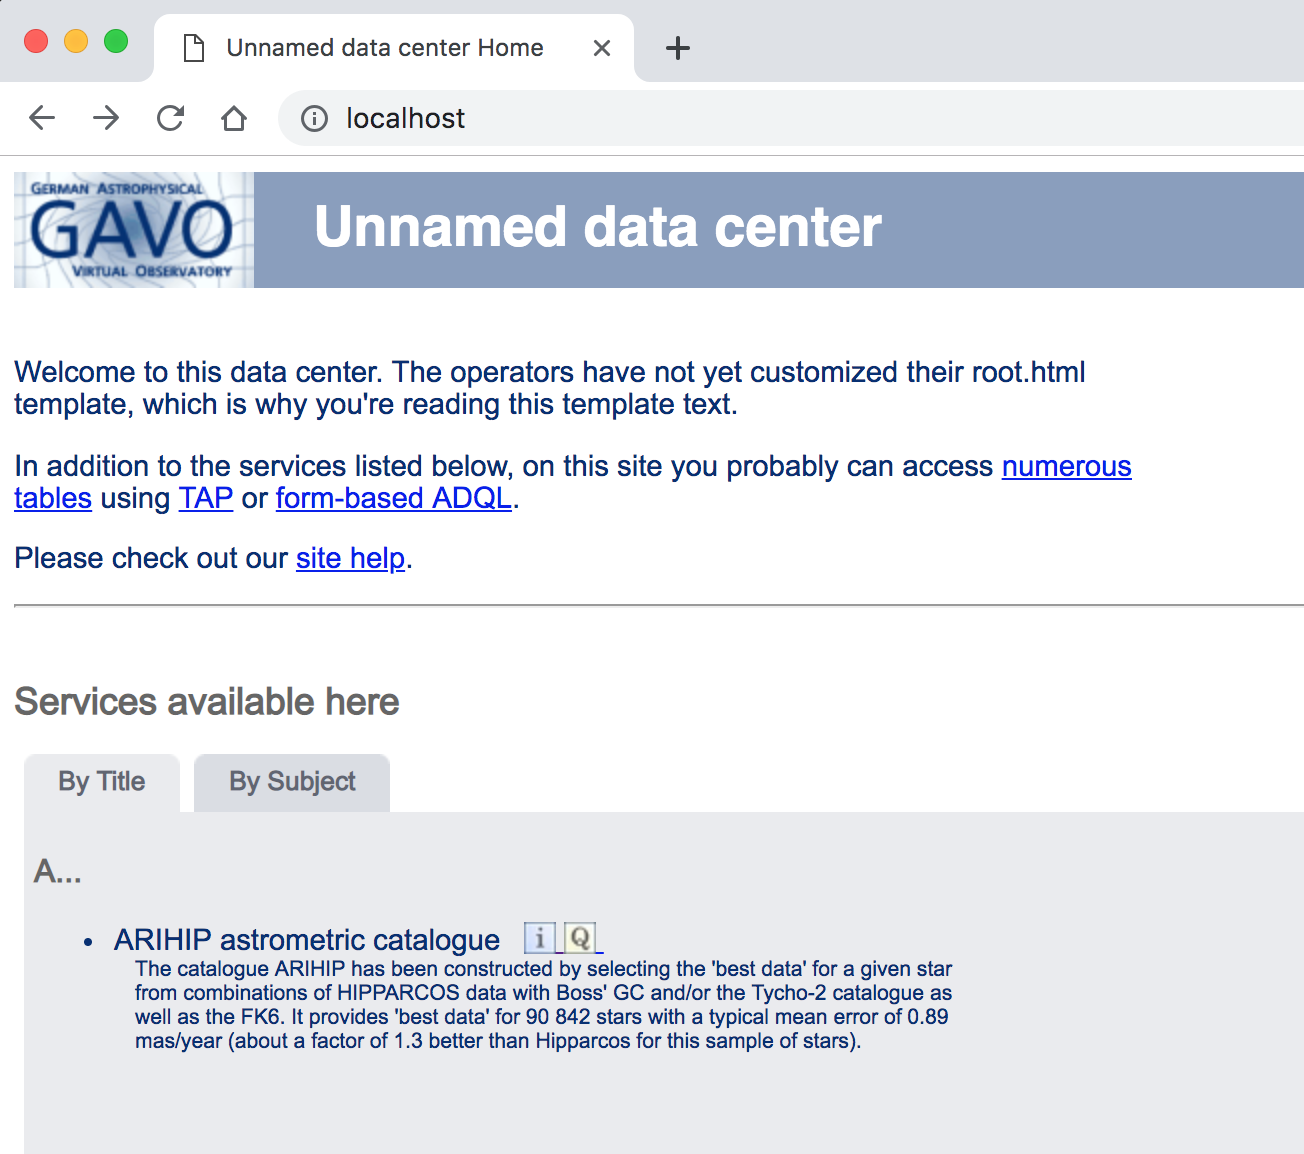 Unnamed data center Home
localhost
GERMAN ASTROPHYSICAL
GAVO
VIRTUAL OBSERVATORY
Unnamed data center
Welcome to this data center. The operators have not yet customized their root.html
template, which is why you're reading this template text.
In addition to the services listed below, on this site you probably can access numerous
tables using TAP or form-based ADQL.
Please check out our site help.
Services available here
By Title
By Subject
A...
ARIHIP astrometric catalogue i Q
The catalogue ARIHIP has been constructed by selecting the 'best data' for a given star
from combinations of HIPPARCOS data with Boss' GC and/or the Tycho-2 catalogue as
well as the FK6. It provides 'best data' for 90 842 stars with a typical mean error of 0.89
mas/year (about a factor of 1.3 better than Hipparcos for this sample of stars).